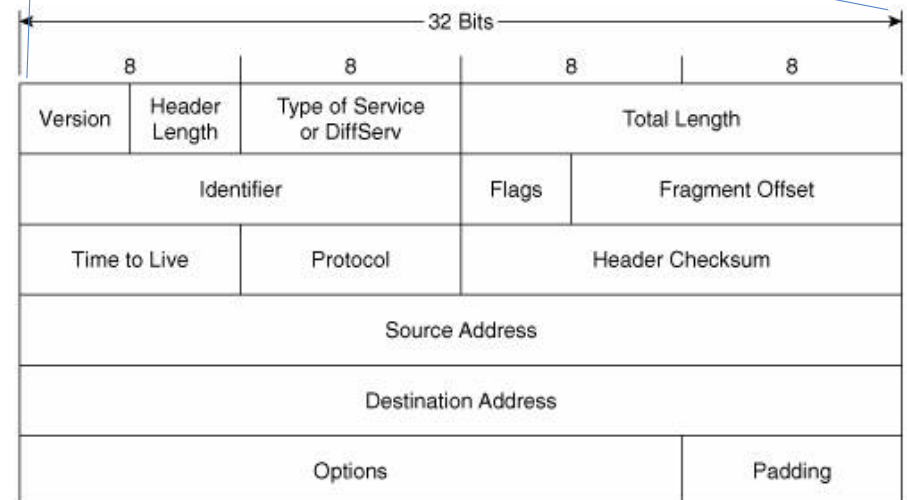 32 Bits
8 8 8 8
Version Header Length Type of Service or DiffServ Total Length
Identifier Flags Fragment Offset
Time to Live Protocol Header Checksum
Source Address
Destination Address
Options Padding